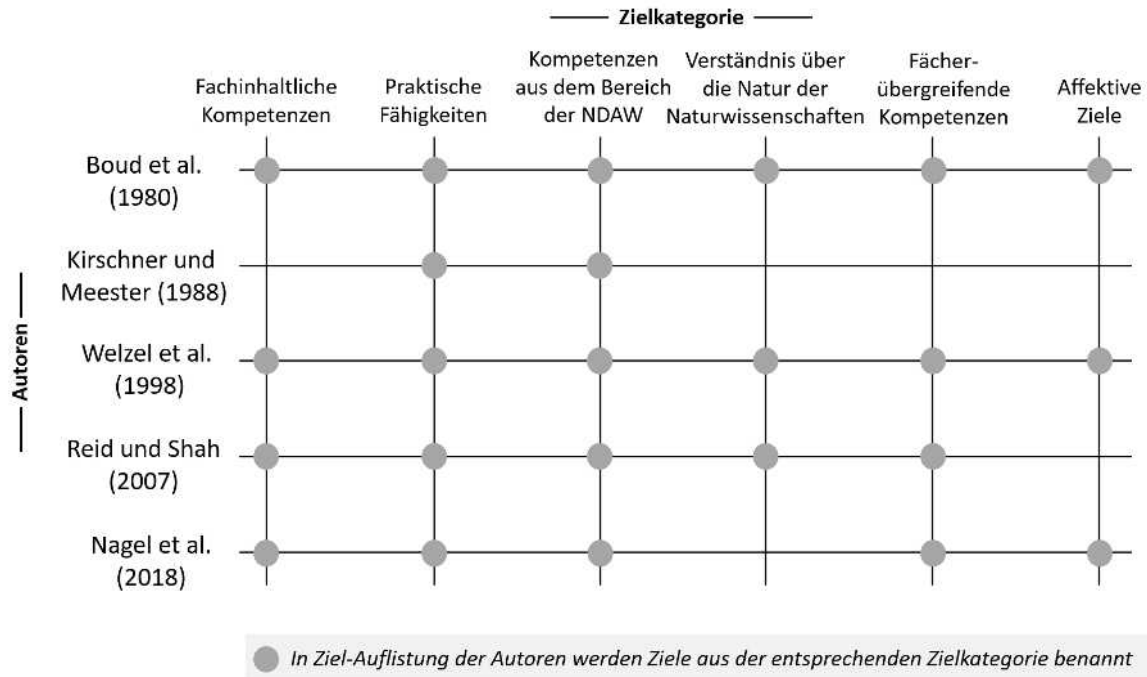 Zielkategorie
Fachinhaltliche
Kompetenzen
Praktische
Fähigkeiten
Kompetenzen
aus dem Bereich
der NDAW
Verständnis über
die Natur der
Naturwissenschaften
Fächer-
übergreifende
Kompetenzen
Affektive
Ziele
Autoren
Boud et al.
(1980)
Kirschner und
Meester (1988)
Welzel et al.
(1998)
Reid und Shah
(2007)
Nagel et al.
(2018)
In Ziel-Auflistung der Autoren werden Ziele aus der entsprechenden Zielkategorie benannt